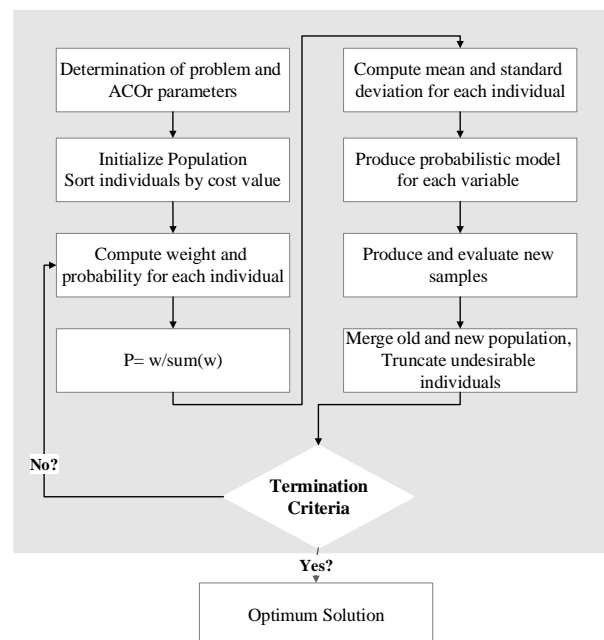 Determination of problem and
ACOr parameters
Initialize Population
Sort individuals by cost value
Compute weight and
probability for each individual
P= w/sum(w)
Compute mean and standard
deviation for each individual
Produce probabilistic model
for each variable
Produce and evaluate new
samples
Merge old and new population,
Truncate undesirable
individuals
Termination
Criteria
No?
Yes?
Optimum Solution